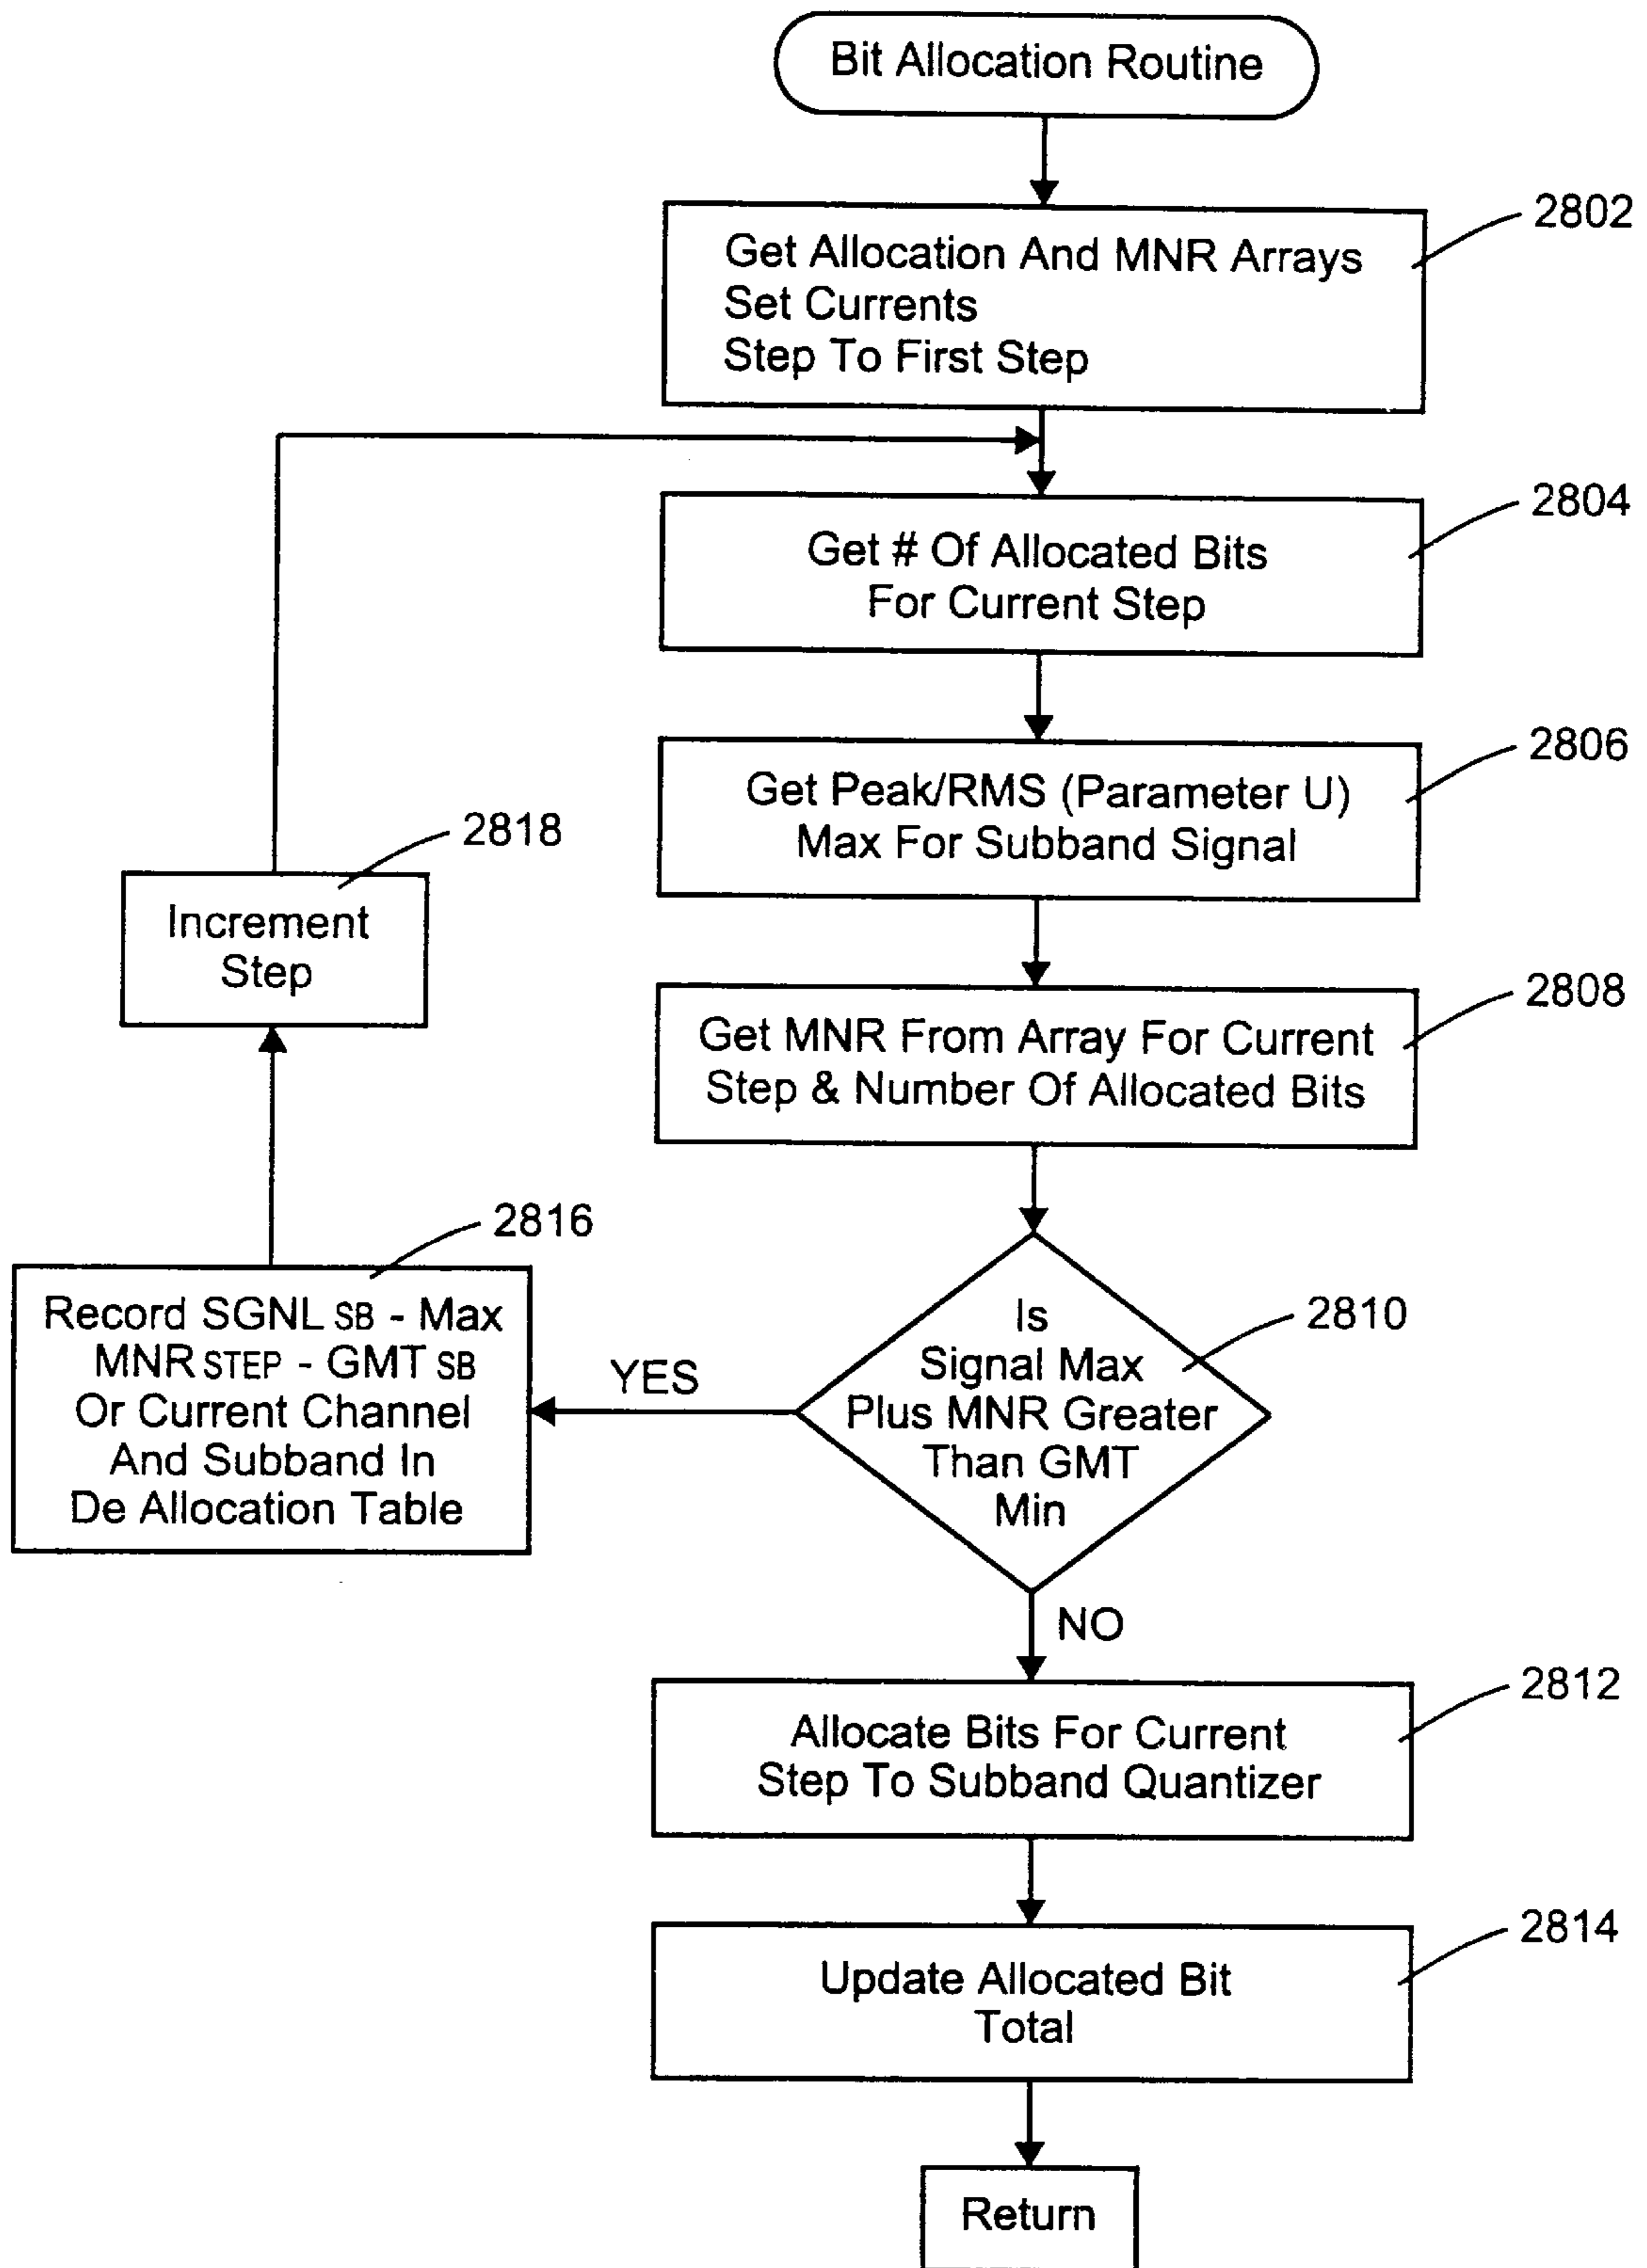 Bit Allocation Routine
2802
Get Allocation And MNR Arrays
Set Currents
Step To First Step
2804
Get # Of Allocated Bits
For Current Step
2806
Get Peak/RMS (Parameter U)
Max For Subband Signal
2818
Increment
Step
2808
Get MNR From Array For Current
Step & Number Of Allocated Bits
2816
Record SGNL SB - Max
MNR STEP - GMT SB
Or Current Channel
And Subband In
De Allocation Table
YES
2810
Is
Signal Max
Plus MNR Greater
Than GMT
Min
NO
2812
Allocate Bits For Current
Step To Subband Quantizer
2814
Update Allocated Bit
Total
Return